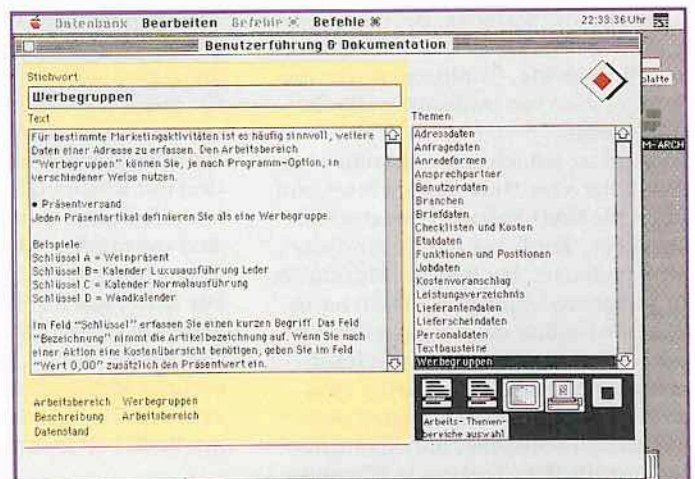 Datenbank Bearbeiten Befehle ⌘ Befehle ⌘ 22:33:36 Uhr
Benutzerführung & Dokumentation
Stichwort
Werbegruppen
Text
Für bestimmte Marketingaktivitäten ist es häufig sinnvoll, weitere
Daten einer Adresse zu erfassen. Den Arbeitsbereich
"Werbegruppen" können Sie, je nach Programm-Option, in
verschiedener Weise nutzen.
• Präsentversand
Jeden Präsentartikel definieren Sie als eine Werbegruppe.
Beispiele:
Schlüssel A = Weinpräsent
Schlüssel B= Kalender Luxusausführung Leder
Schlüssel C = Kalender Normalausführung
Schlüssel D = Wandkalender
Im Feld "Schlüssel" erfassen Sie einen kurzen Begriff. Das Feld
"Bezeichnung" nimmt die Artikelbezeichnung auf. Wenn Sie nach
einer Aktion eine Kostenübersicht benötigen, geben Sie im Feld
"Wert 0,00" zusätzlich den Präsentwert ein.
Arbeitsbereich Werbegruppen
Beschreibung Arbeitsbereich
Datenstand
Themen
Adressdaten
Anfragedaten
Anredeformen
Ansprechpartner
Benutzerdaten
Branchen
Briefdaten
Checklisten und Kosten
Etatdaten
Funktionen und Positionen
Jobdaten
Kostenvoranschlag
Leistungsverzeichnis
Lieferantendaten
Lieferscheindaten
Personaldaten
Textbausteine
Werbegruppen
Arbeits- Themen-
bereiche auswahl
platte
M-ARCH